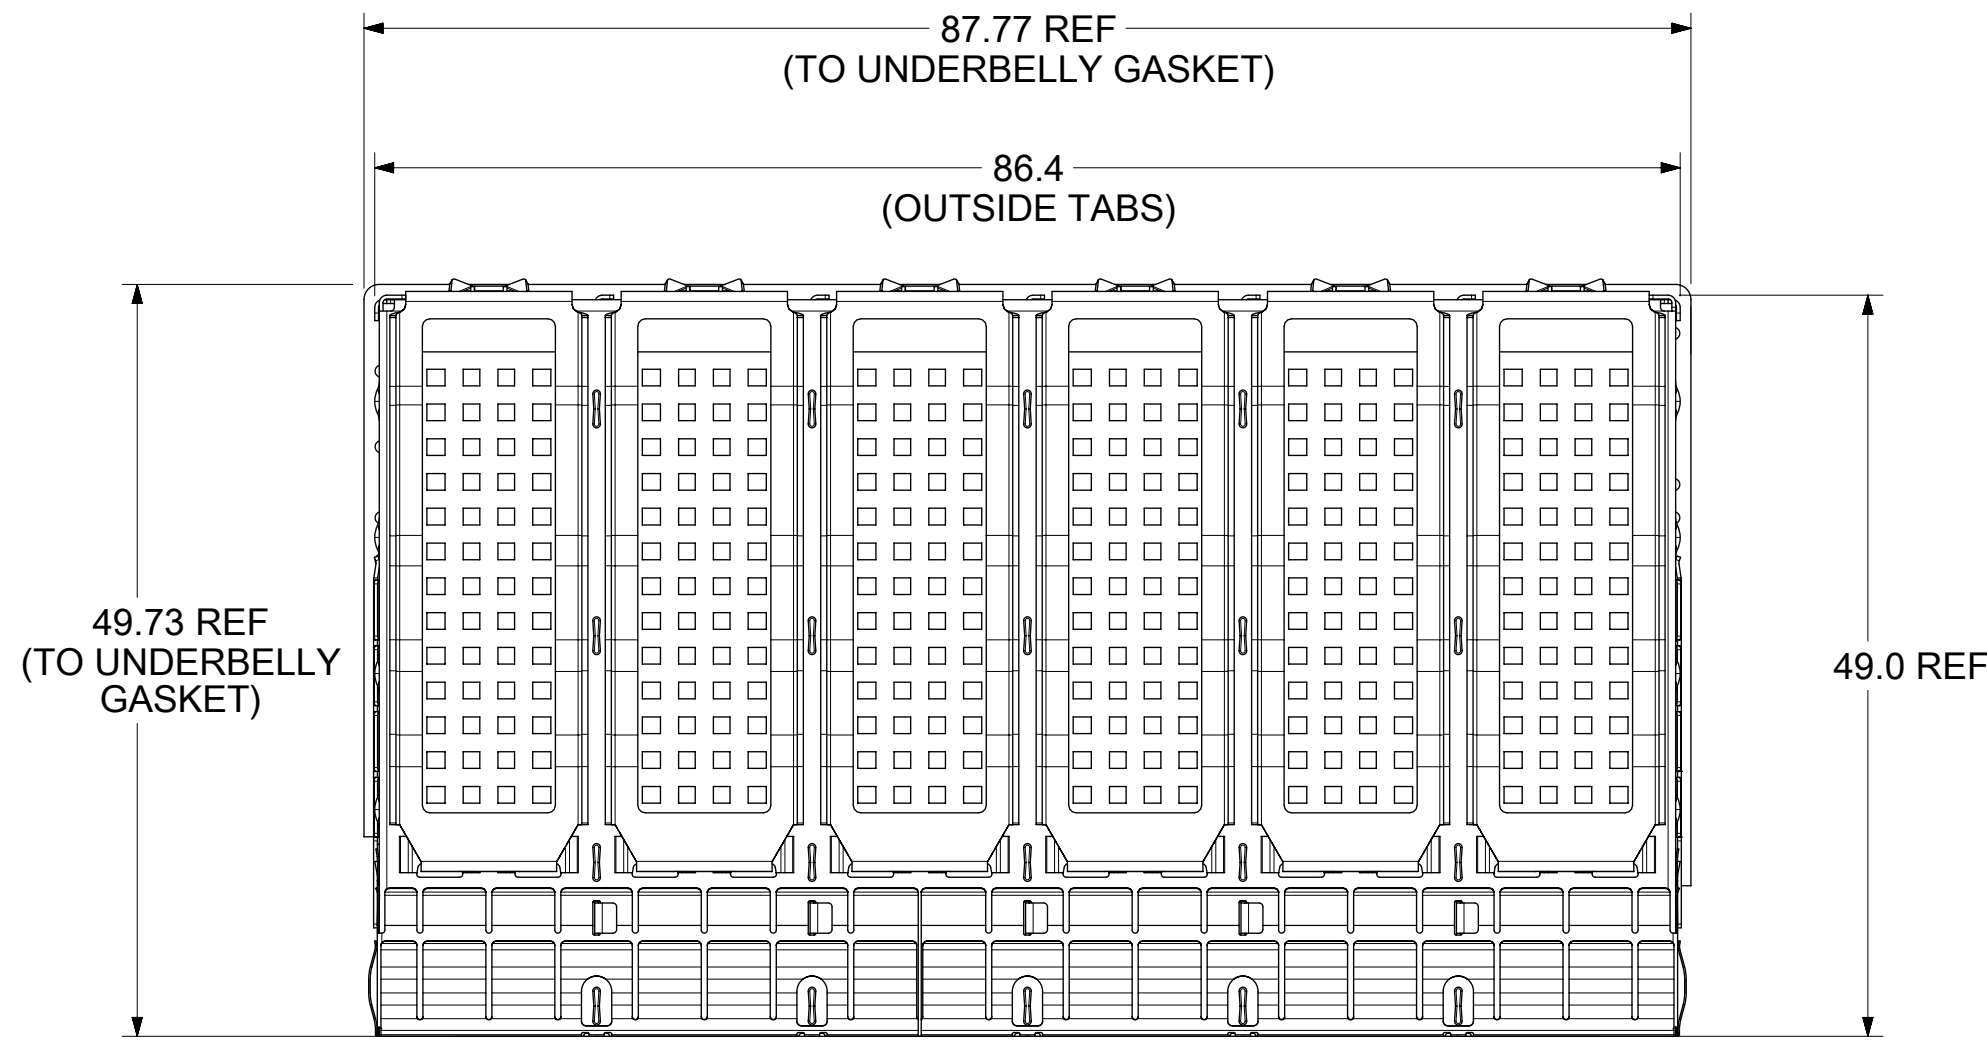 87.77 REF
(TO UNDERBELLY GASKET)
86.4
(OUTSIDE TABS)
49.73 REF
(TO UNDERBELLY
GASKET)
49.0 REF